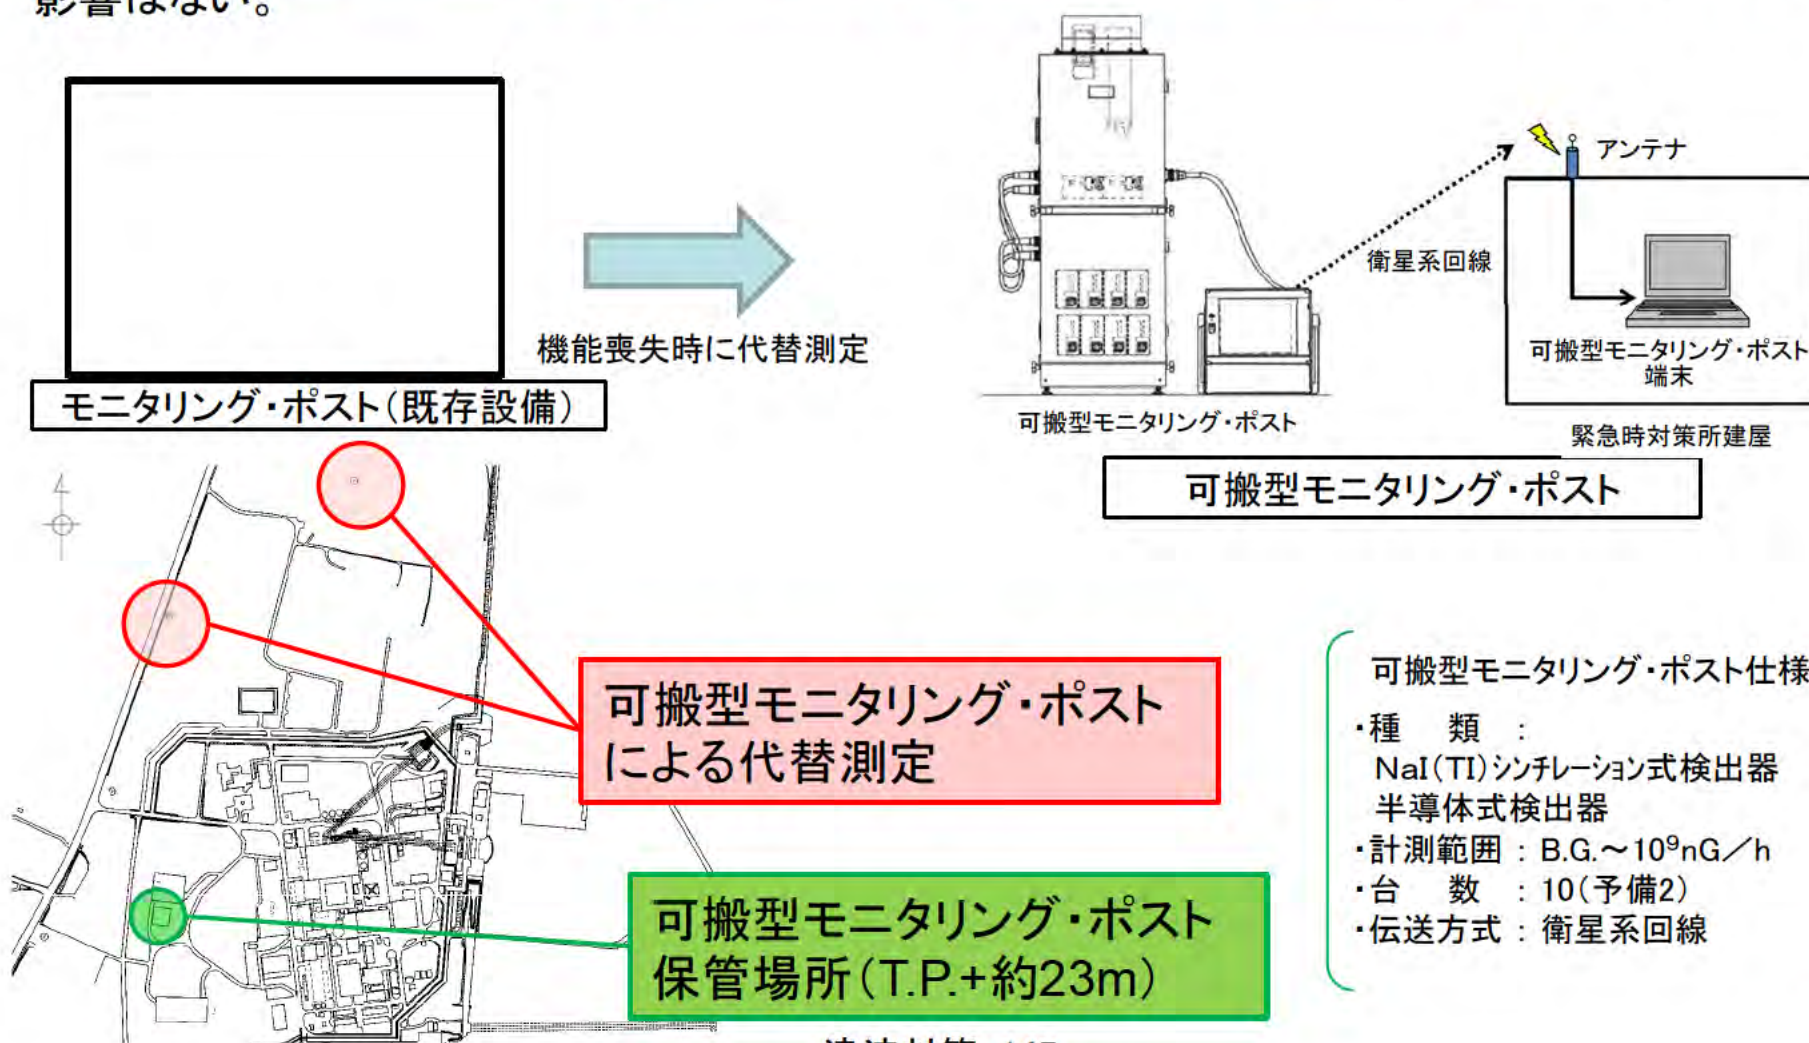 影響はない。
アンテナ
衛星系回線
機能喪失時に代替測定
可搬型モニタリング・ポスト
端末
モニタリング・ポスト(既存設備)
可搬型モニタリング・ポスト
緊急時対策所建屋
可搬型モニタリング・ポスト
可搬型モニタリング・ポスト
による代替測定
可搬型モニタリング・ポスト仕様
・種 類 :
NaI(TI)シンチレーション式検出器
半導体式検出器
・計測範囲 : B.G.~10⁹nG/h
・台 数 : 10(予備2)
・伝送方式 : 衛星系回線
可搬型モニタリング・ポスト
保管場所(T.P.+約23m)